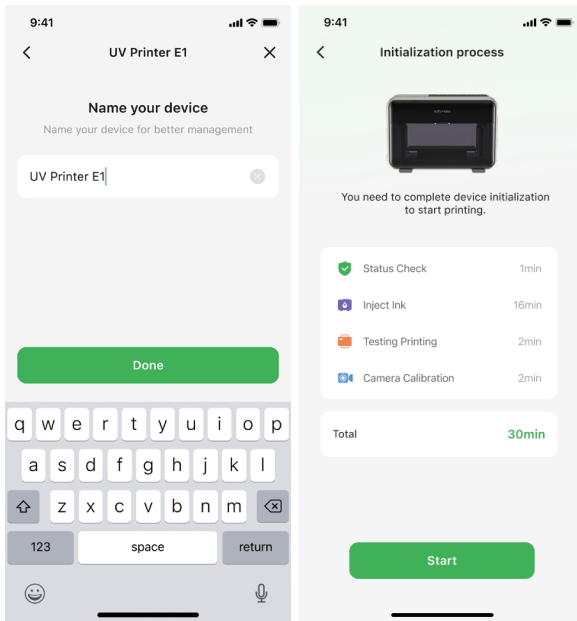 9:41
UV Printer E1
Name your device
Name your device for better management
UV Printer E1
Done
q w e r t y u i o p
a s d f g h j k l
z x c v b n m
123 space return
9:41
Initialization process
You need to complete device initialization
to start printing.
Status Check 1min
Inject Ink 16min
Testing Printing 2min
Camera Calibration 2min
Total 30min
Start